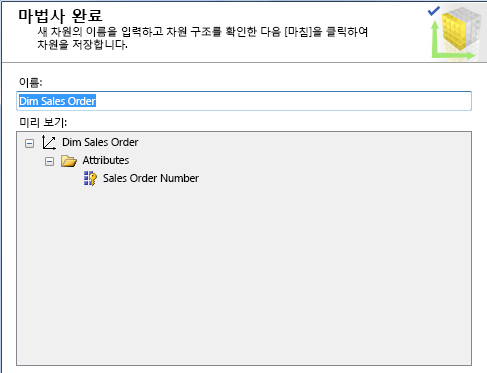 마법사 완료
새 차원의 이름을 입력하고 차원 구조를 확인한 다음 [마침]을 클릭하여
차원을 저장합니다.
이름:
Dim Sales Order
미리 보기:
Dim Sales Order
Attributes
Sales Order Number